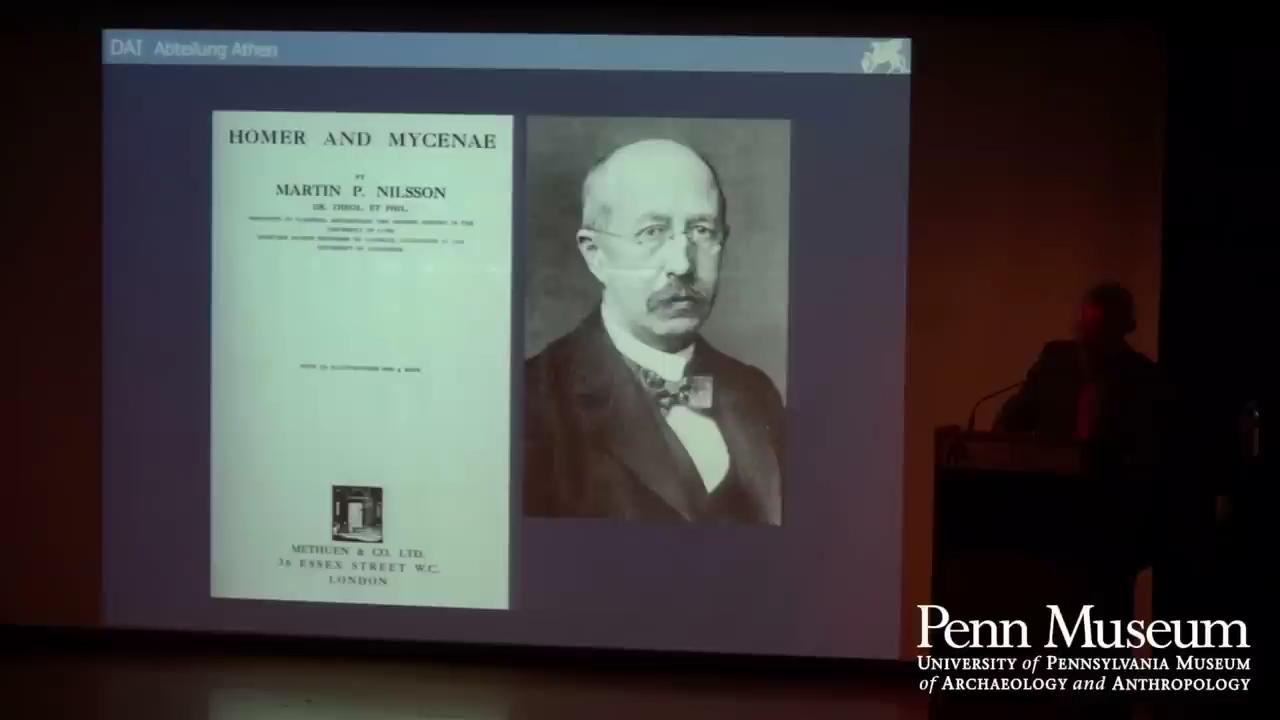 DAI Abteilung Athen
HOMER AND MYCENAE
BY
MARTIN P. NILSSON
DR. THEOL. ET PHIL.
METHUEN & CO. LTD.
36 ESSEX STREET W.C.
LONDON
Penn Museum
UNIVERSITY of PENNSYLVANIA MUSEUM
of ARCHAEOLOGY and ANTHROPOLOGY